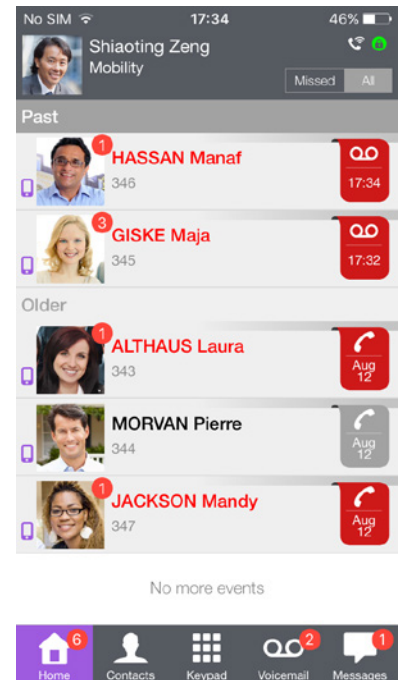 No SIM 17:34 46%
Shiaoting Zeng
Mobility
Missed All
Past
1
HASSAN Manaf
346
17:34
3
GISKE Maja
345
17:32
Older
1
ALTHAUS Laura
343
Aug
12
MORVAN Pierre
344
Aug
12
1
JACKSON Mandy
347
Aug
12
No more events
6 2 1
Home Contacts Keypad Voicemail Messages